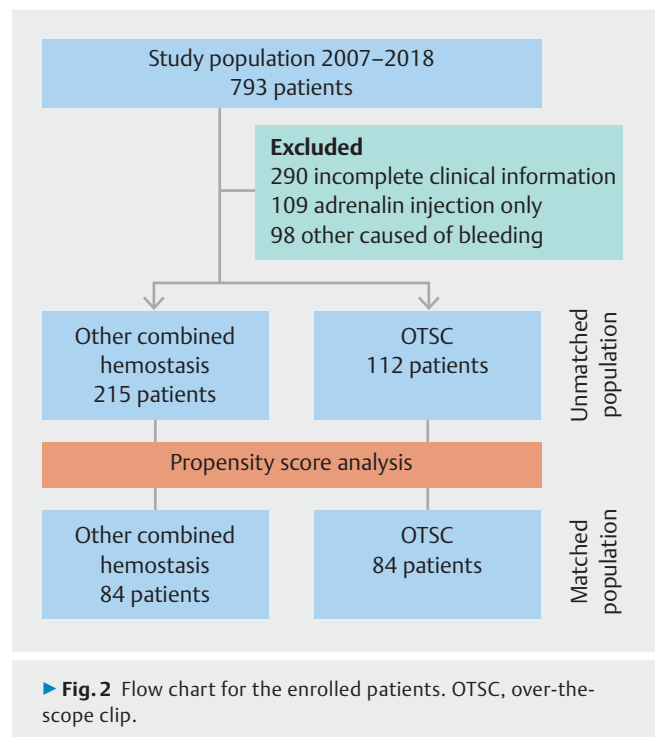 Study population 2007–2018
793 patients
Excluded
290 incomplete clinical information
109 adrenalin injection only
98 other caused of bleeding
Other combined
hemostasis
215 patients
OTSC
112 patients
Unmatched
population
Propensity score analysis
Other combined
hemostasis
84 patients
OTSC
84 patients
Matched
population
► Fig. 2 Flow chart for the enrolled patients. OTSC, over-the-
scope clip.